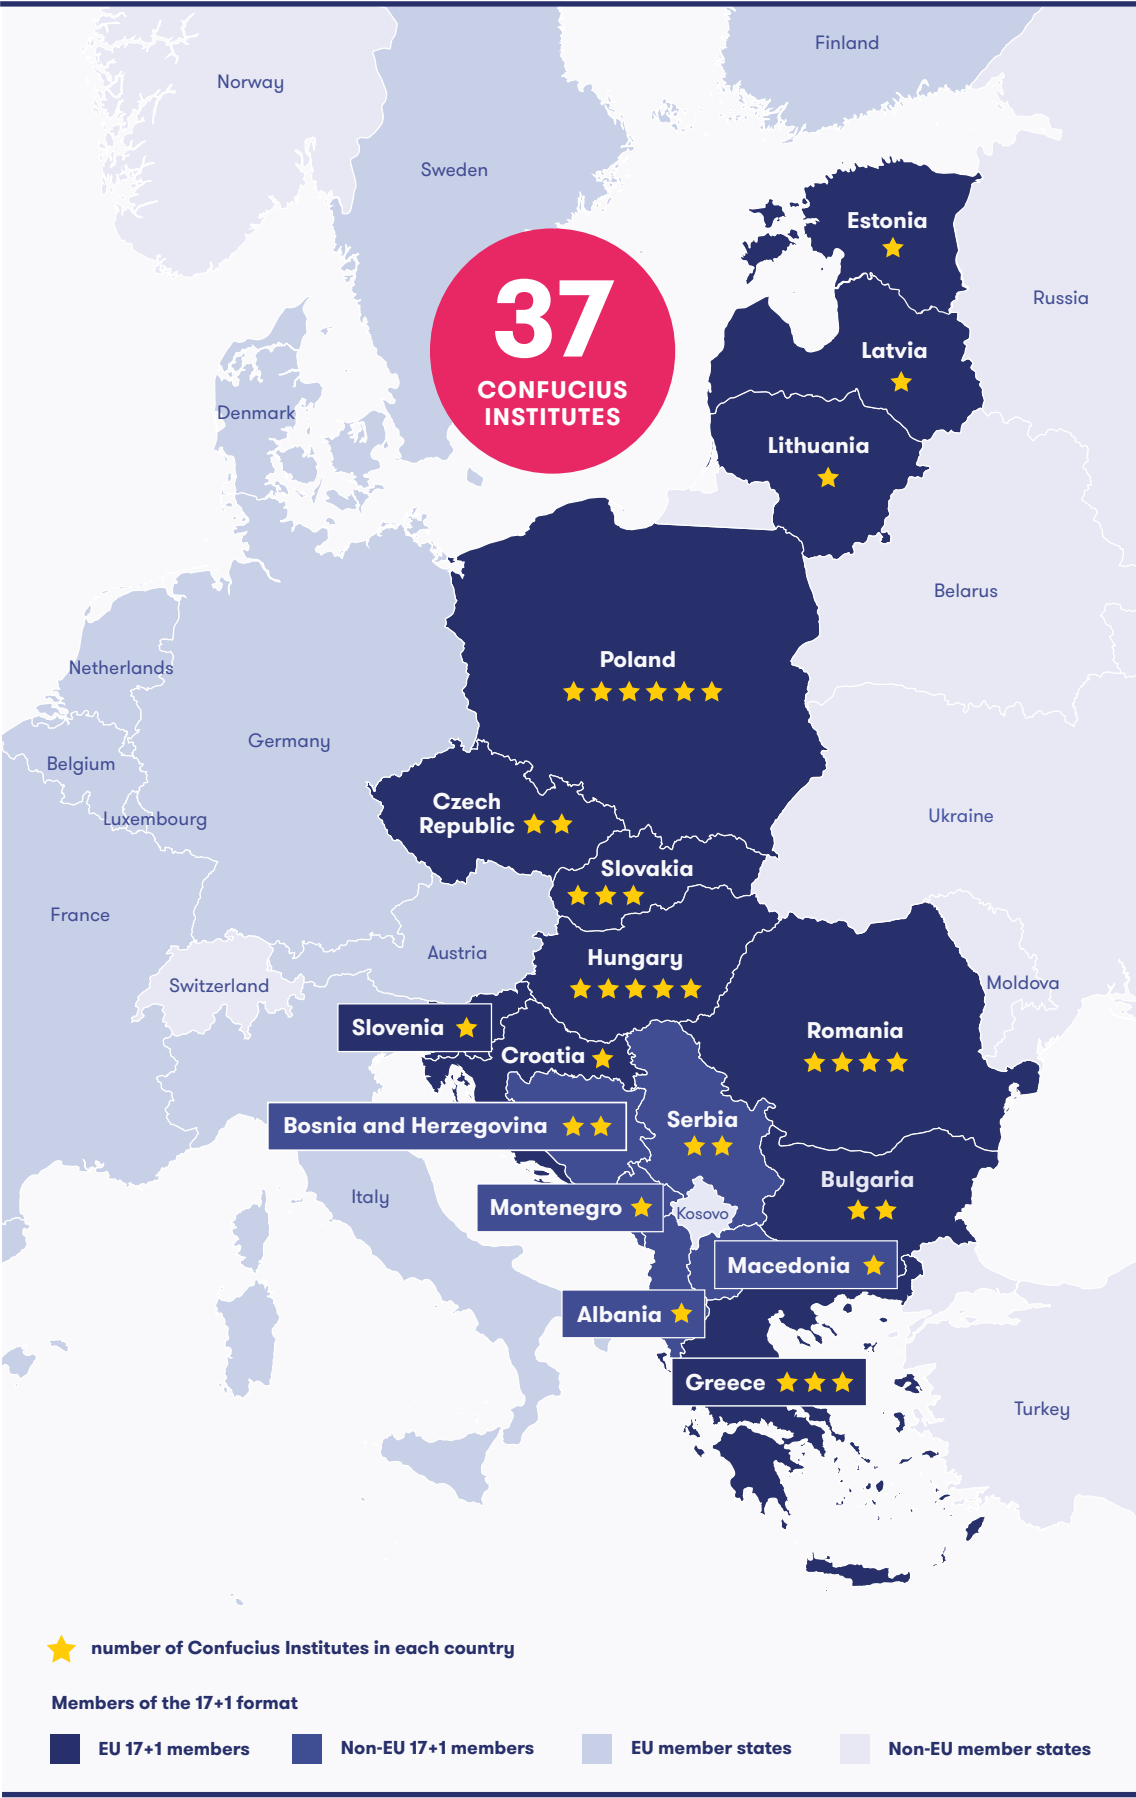 Finland
Norway
Sweden
Estonia
Russia
37
CONFUCIUS
INSTITUTES
Latvia
Denmark
Lithuania
Belarus
Netherlands
Poland
Germany
Belgium
Czech
Republic
Luxembourg
Ukraine
Slovakia
France
Austria
Hungary
Switzerland
Moldova
Slovenia
Romania
Croatia
Bosnia and Herzegovina
Serbia
Bulgaria
Italy
Montenegro
Kosovo
Macedonia
Albania
Greece
Turkey
number of Confucius Institutes in each country
Members of the 17+1 format
EU 17+1 members
Non-EU 17+1 members
EU member states
Non-EU member states